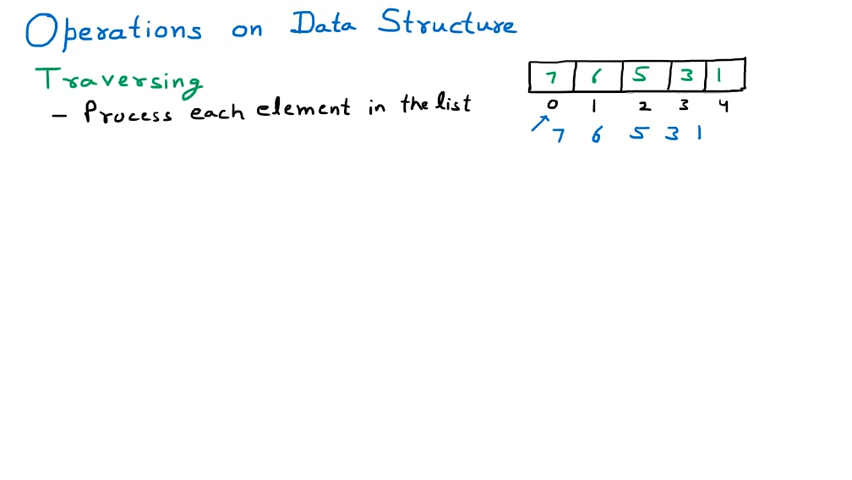 Operations on Data Structure
Traversing
- Process each element in the list
7 6 5 3 1
0 1 2 3 4
7 6 5 3 1